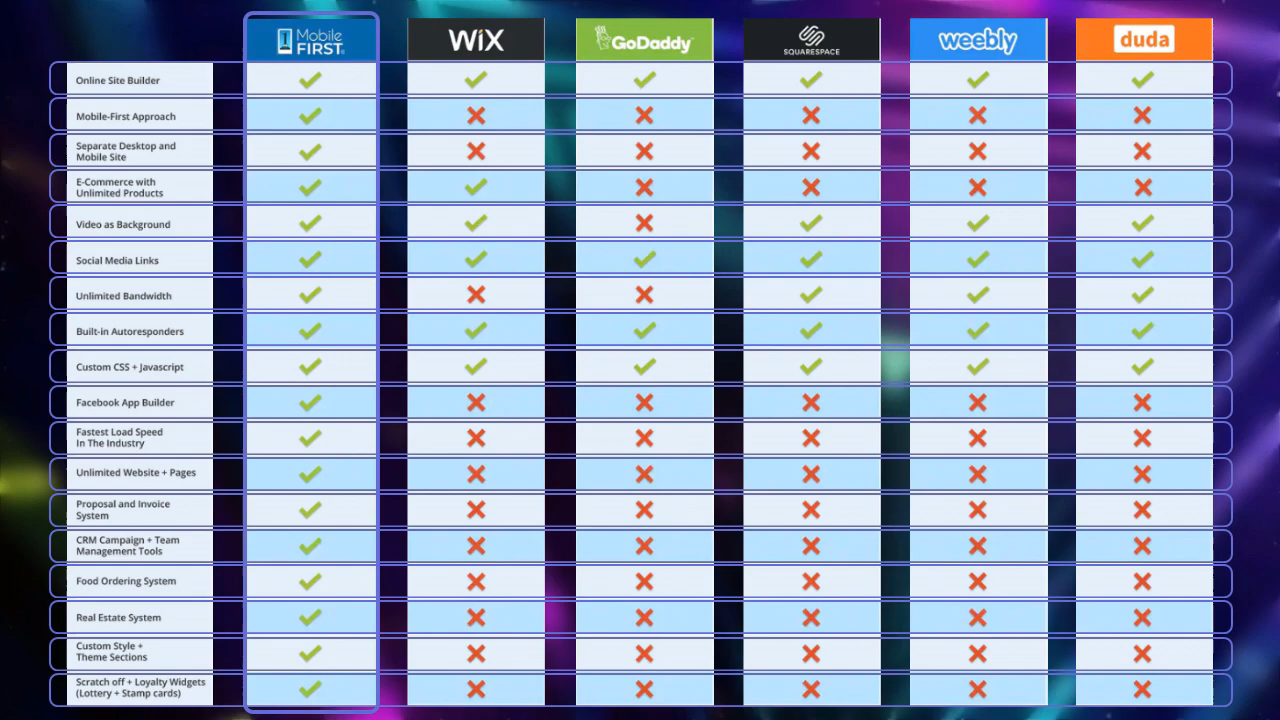 Mobile
FIRST
WiX
GoDaddy
SQUARESPACE
weebly
duda
Online Site Builder
Mobile-First Approach
Separate Desktop and
Mobile Site
E-Commerce with
Unlimited Products
Video as Background
Social Media Links
Unlimited Bandwidth
Built-in Autoresponders
Custom CSS + Javascript
Facebook App Builder
Fastest Load Speed
In The Industry
Unlimited Website + Pages
Proposal and Invoice
System
CRM Campaign + Team
Management Tools
Food Ordering System
Real Estate System
Custom Style +
Theme Sections
Scratch off + Loyalty Widgets
(Lottery + Stamp cards)